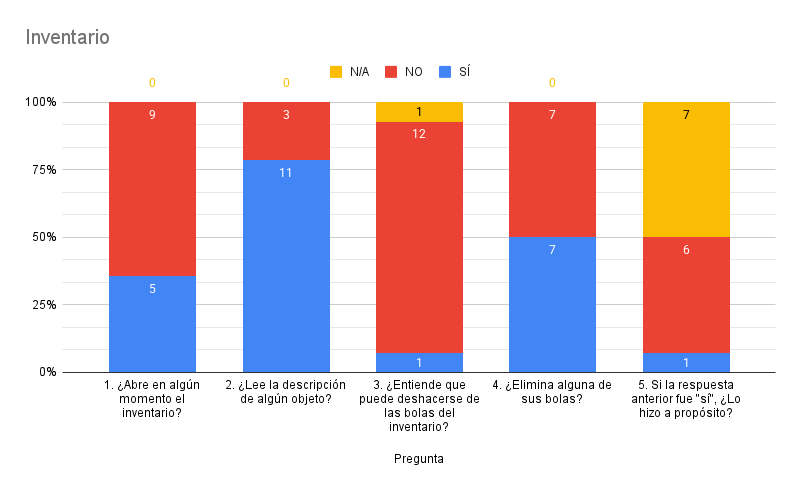 Inventario
N/A NO SÍ
0 0 0
100%
75%
50%
25%
0%
9 3 1 7 7
12
11
7 6
5
1 1
1. ¿Abre en algún
momento el
inventario?
2. ¿Lee la descripción
de algún objeto?
3. ¿Entiende que
puede deshacerse de
las bolas del
inventario?
4. ¿Elimina alguna de
sus bolas?
5. Si la respuesta
anterior fue "sí", ¿Lo
hizo a propósito?
Pregunta